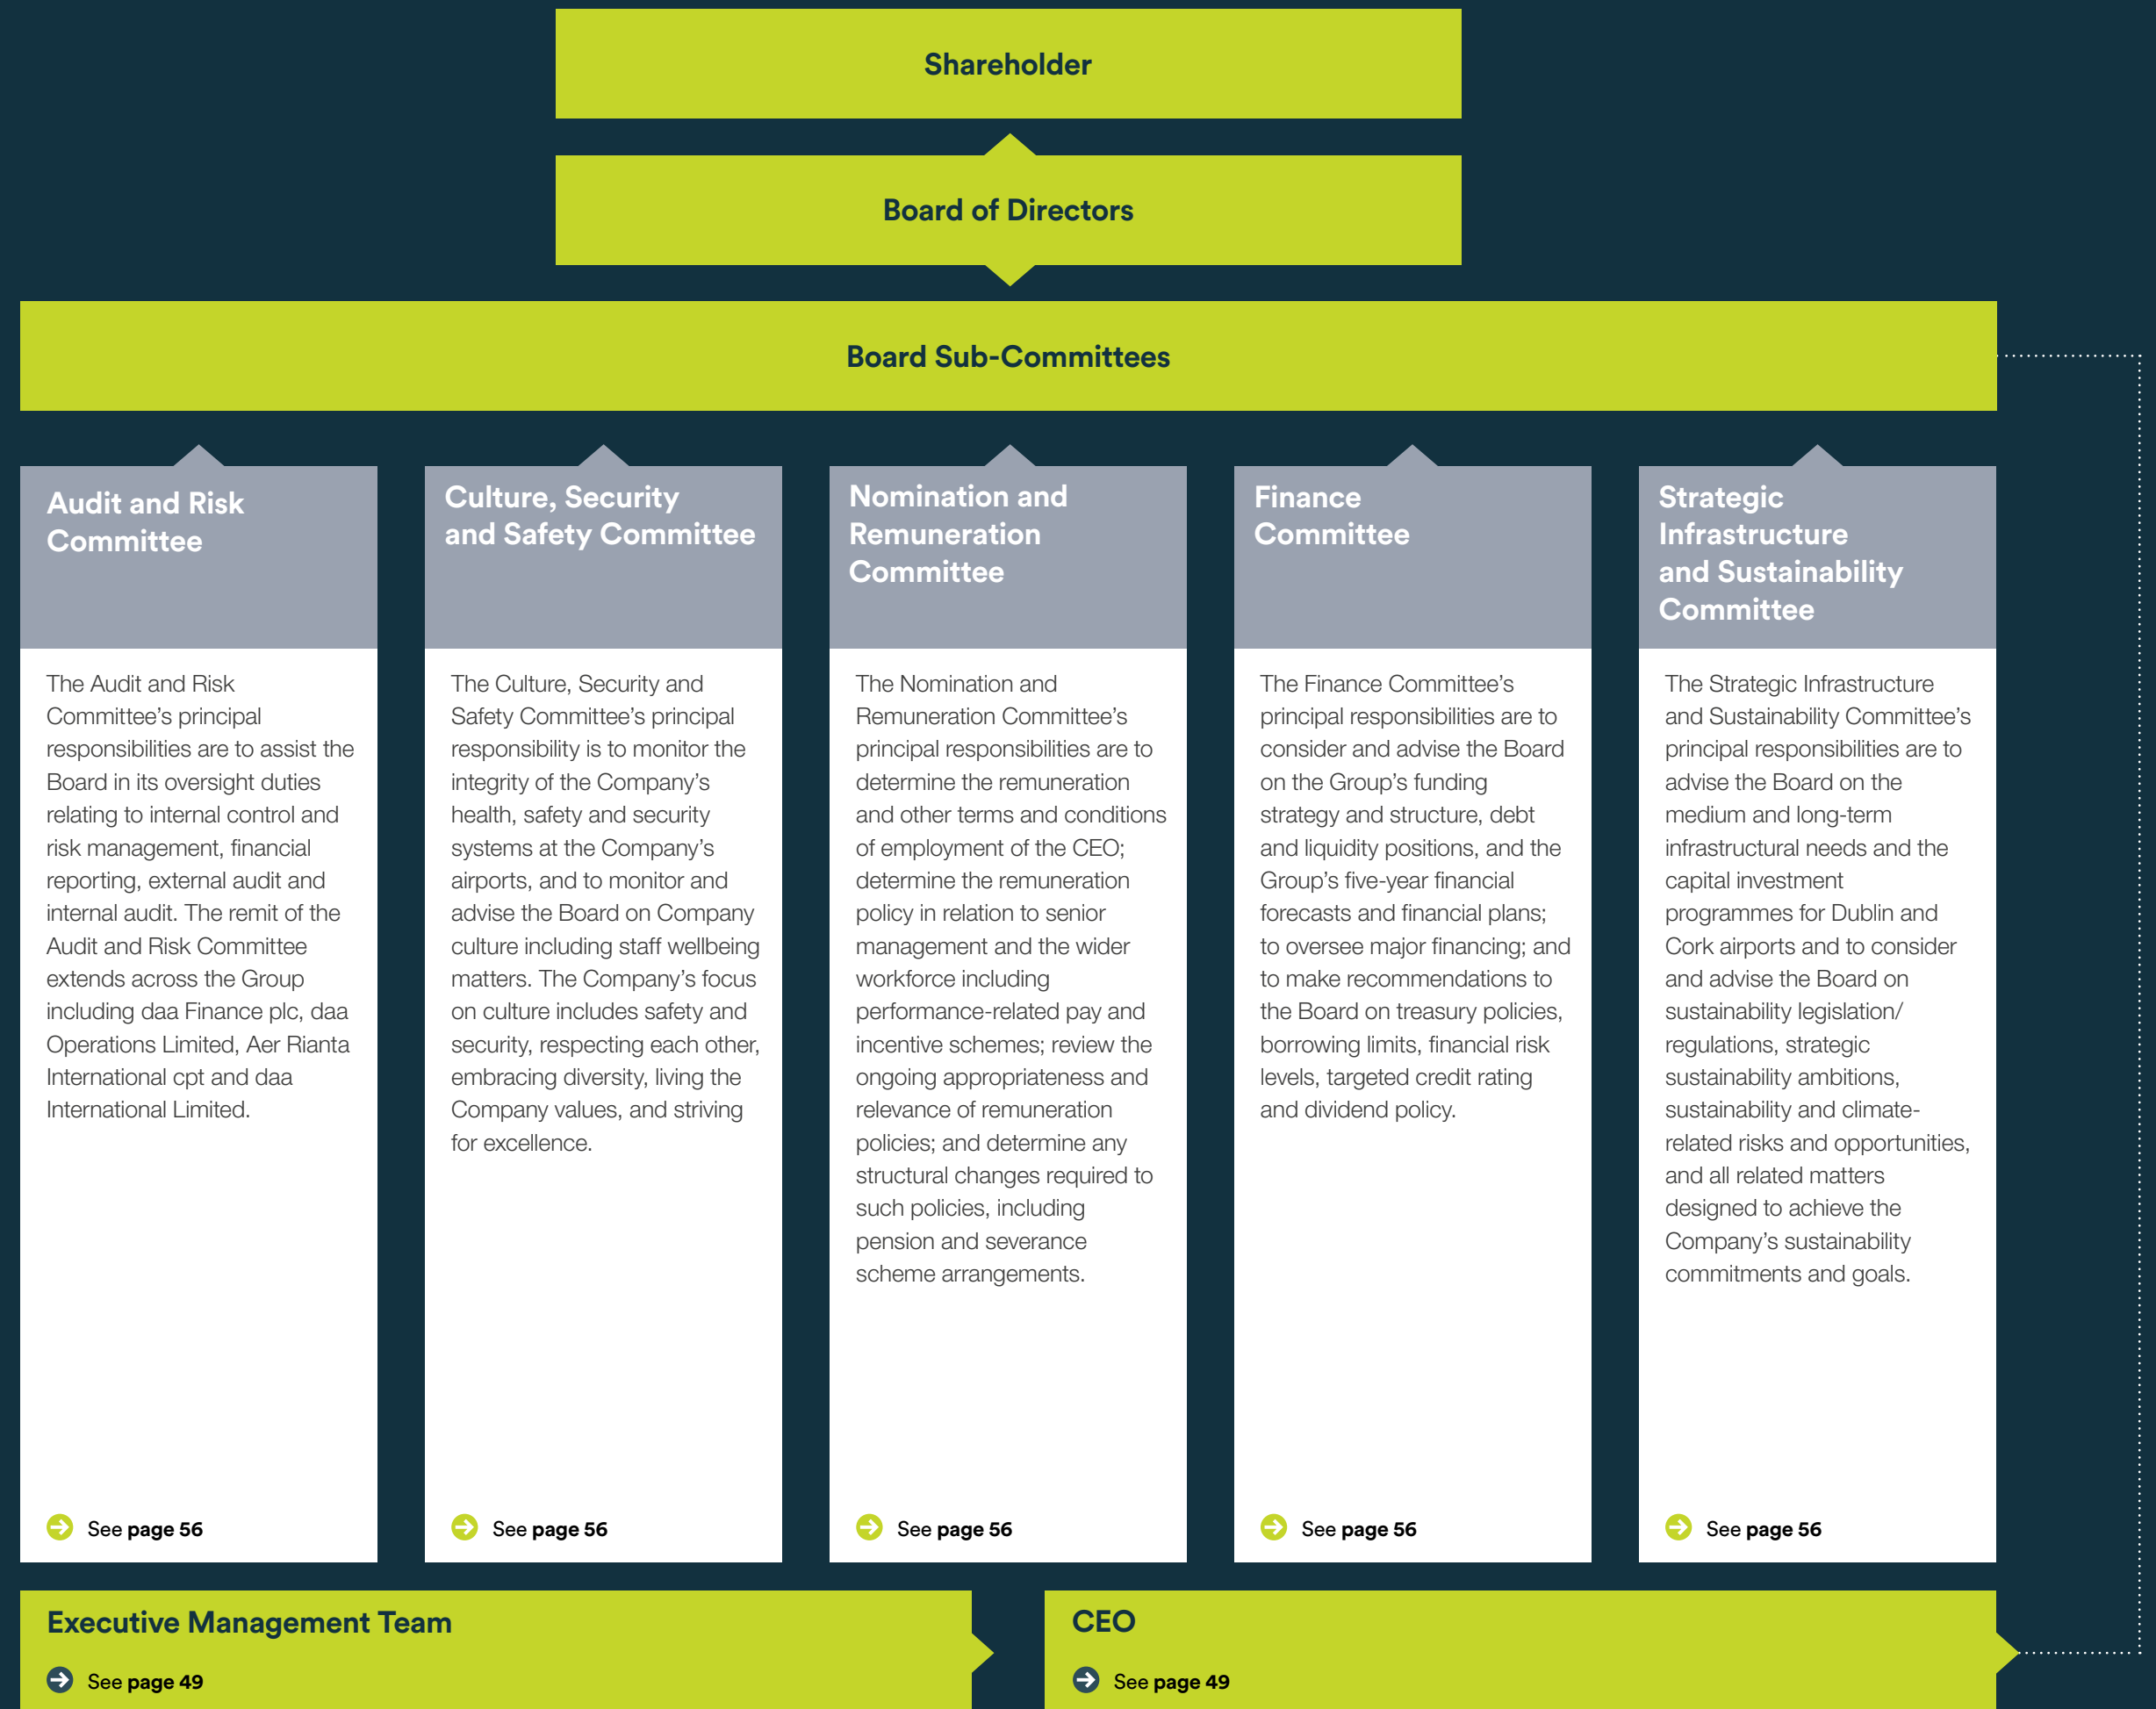 Shareholder
Board of Directors
Board Sub-Committees
Audit and Risk
Committee
The Audit and Risk
Committee’s principal
responsibilities are to assist the
Board in its oversight duties
relating to internal control and
risk management, financial
reporting, external audit and
internal audit. The remit of the
Audit and Risk Committee
extends across the Group
including daa Finance plc, daa
Operations Limited, Aer Rianta
International cpt and daa
International Limited.
See page 56
Culture, Security
and Safety Committee
The Culture, Security and
Safety Committee’s principal
responsibility is to monitor the
integrity of the Company’s
health, safety and security
systems at the Company’s
airports, and to monitor and
advise the Board on Company
culture including staff wellbeing
matters. The Company’s focus
on culture includes safety and
security, respecting each other,
embracing diversity, living the
Company values, and striving
for excellence.
See page 56
Nomination and
Remuneration
Committee
The Nomination and
Remuneration Committee’s
principal responsibilities are to
determine the remuneration
and other terms and conditions
of employment of the CEO;
determine the remuneration
policy in relation to senior
management and the wider
workforce including
performance-related pay and
incentive schemes; review the
ongoing appropriateness and
relevance of remuneration
policies; and determine any
structural changes required to
such policies, including
pension and severance
scheme arrangements.
See page 56
Finance
Committee
The Finance Committee’s
principal responsibilities are to
consider and advise the Board
on the Group’s funding
strategy and structure, debt
and liquidity positions, and the
Group’s five-year financial
forecasts and financial plans;
to oversee major financing; and
to make recommendations to
the Board on treasury policies,
borrowing limits, financial risk
levels, targeted credit rating
and dividend policy.
See page 56
Strategic
Infrastructure
and Sustainability
Committee
The Strategic Infrastructure
and Sustainability Committee’s
principal responsibilities are to
advise the Board on the
medium and long-term
infrastructural needs and the
capital investment
programmes for Dublin and
Cork airports and to consider
and advise the Board on
sustainability legislation/
regulations, strategic
sustainability ambitions,
sustainability and climate-
related risks and opportunities,
and all related matters
designed to achieve the
Company’s sustainability
commitments and goals.
See page 56
Executive Management Team
See page 49
CEO
See page 49